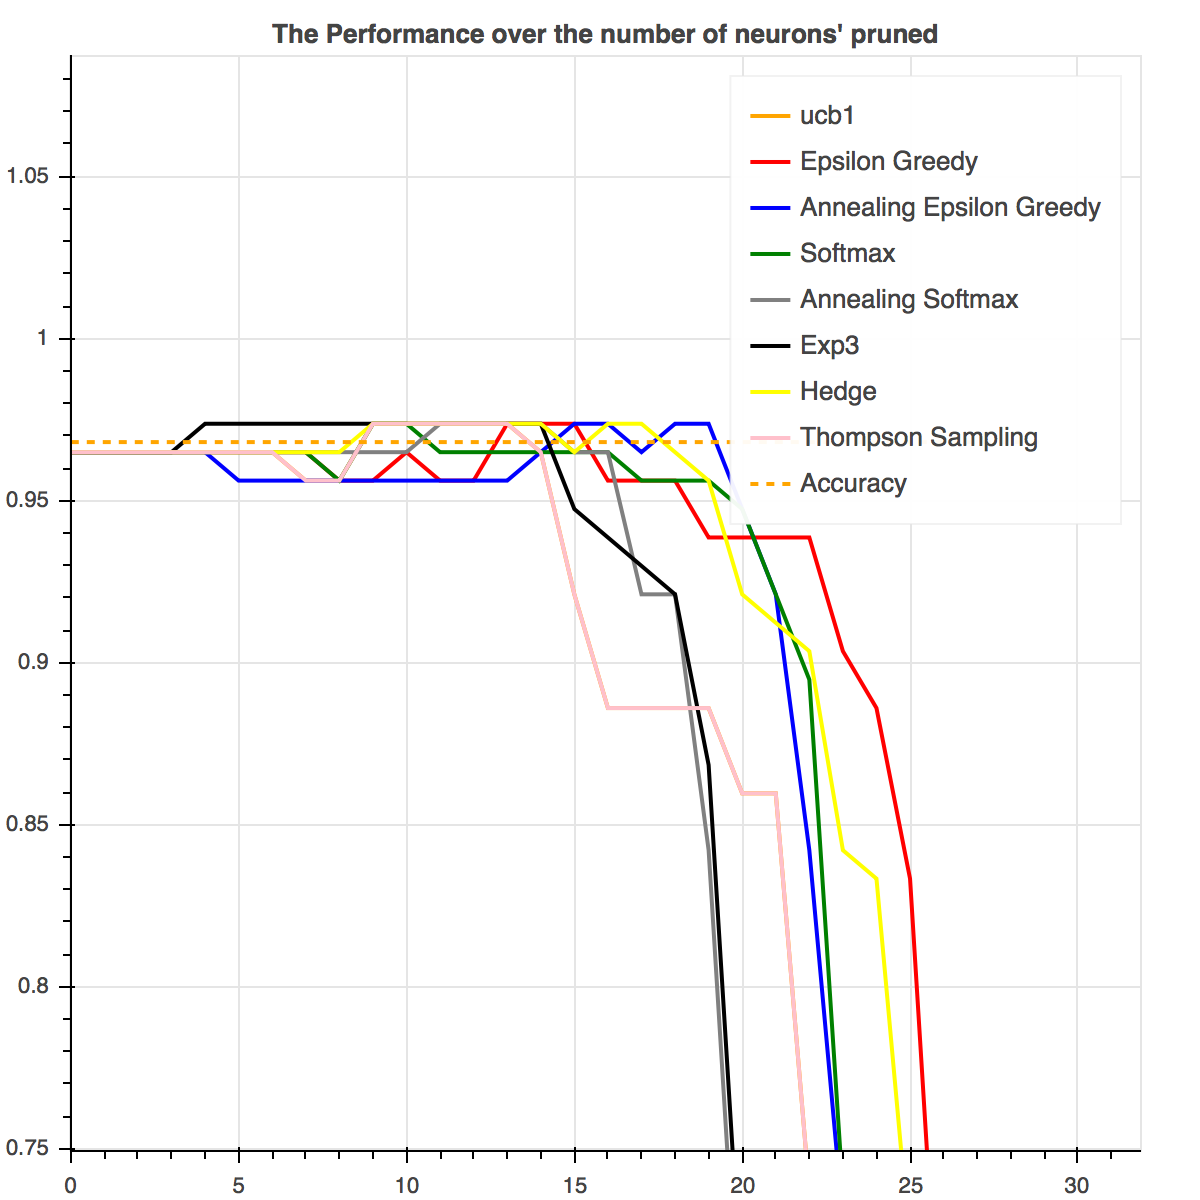 The Performance over the number of neurons' pruned
ucb1
Epsilon Greedy
Annealing Epsilon Greedy
Softmax
Annealing Softmax
Exp3
Hedge
Thompson Sampling
Accuracy
1.05
1
0.95
0.9
0.85
0.8
0.75
0 5 10 15 20 25 30